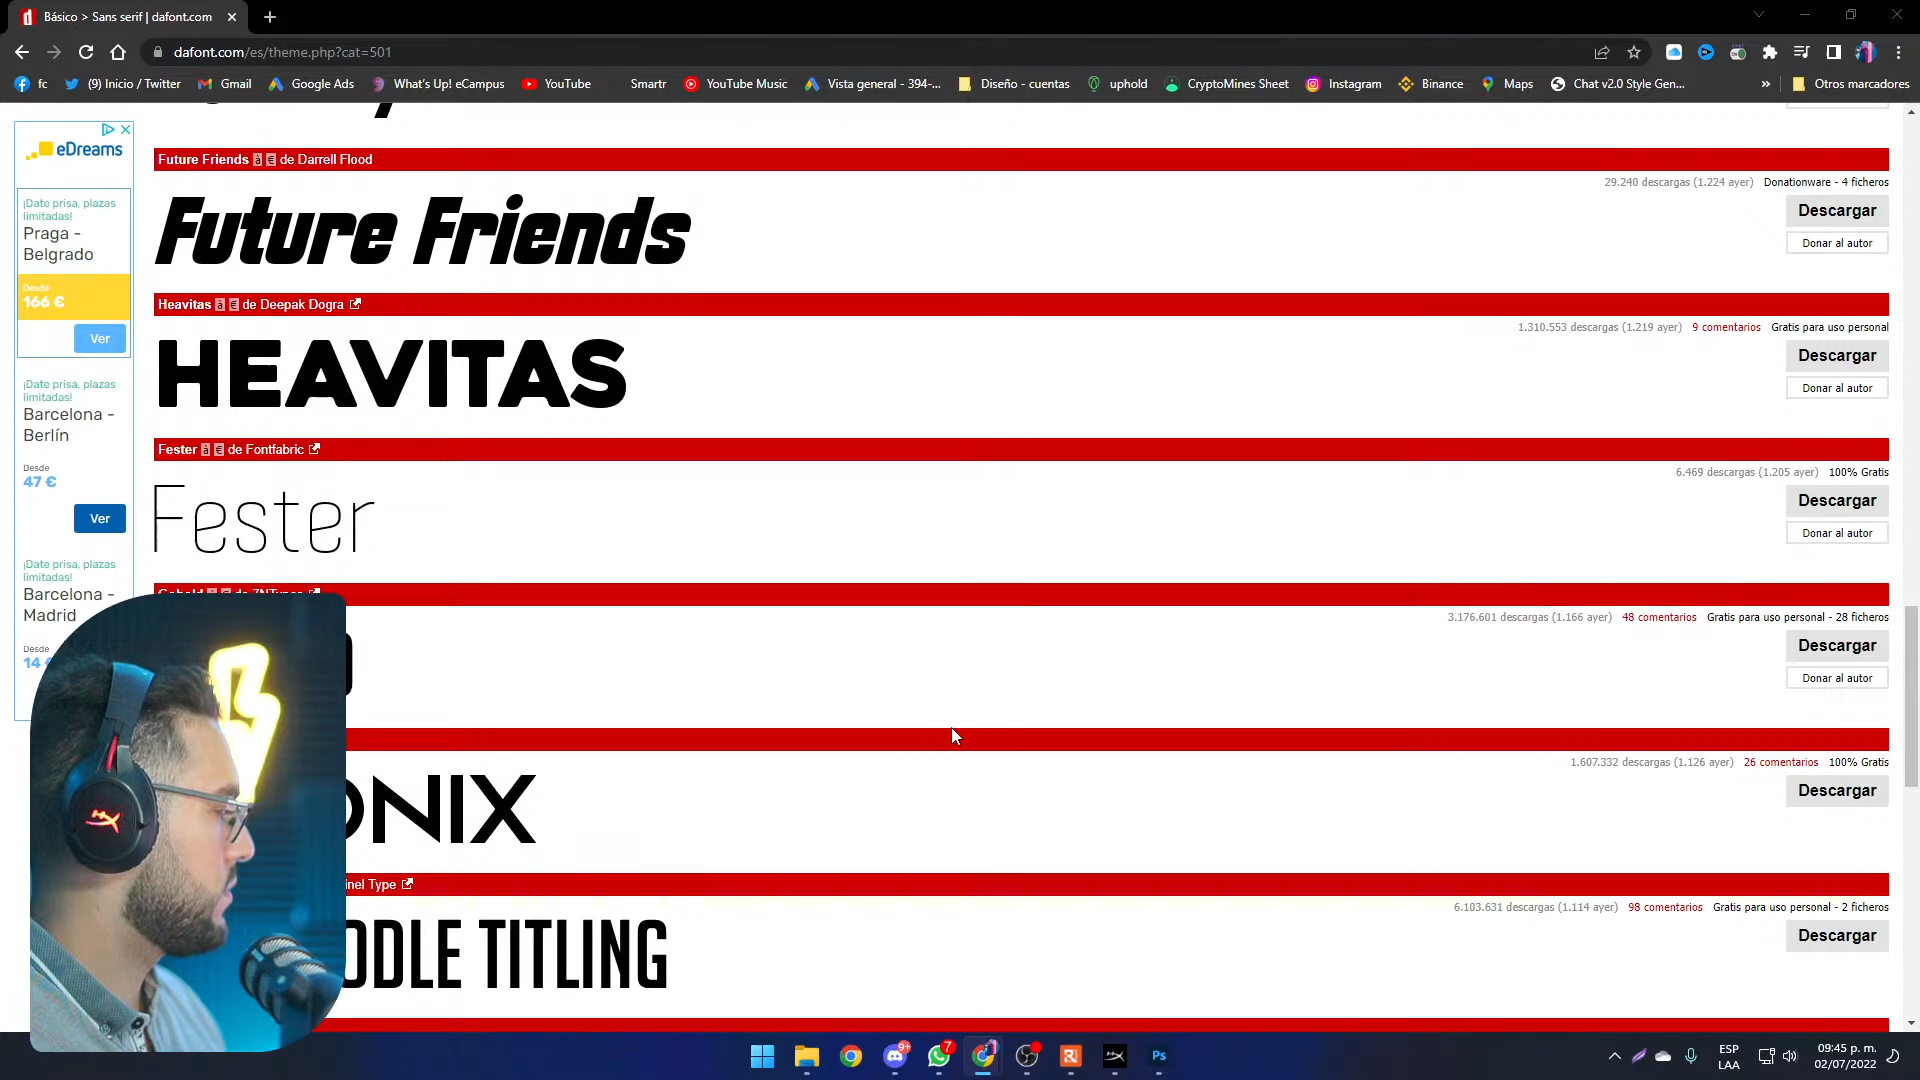 Básico > Sans serif | dafont.com
dafont.com/es/theme.php?cat=501
fc
(9) Inicio / Twitter
Gmail
Google Ads
What's Up! eCampus
YouTube
Smartr
YouTube Music
Vista general - 394-...
Diseño - cuentas
uphold
CryptoMines Sheet
Instagram
Binance
Maps
Chat v2.0 Style Gen...
»
Otros marcadores
eDreams
¡Date prisa, plazas
limitadas!
Praga -
Belgrado
Desde
166 €
Ver
¡Date prisa, plazas
limitadas!
Barcelona -
Berlín
Desde
47 €
Ver
¡Date prisa, plazas
limitadas!
Barcelona -
Madrid
Desde
14 €
Future Friends à € de Darrell Flood
29.240 descargas (1.224 ayer) Donationware - 4 ficheros
Future Friends
Descargar
Donar al autor
Heavitas à € de Deepak Dogra
1.310.553 descargas (1.219 ayer) 9 comentarios Gratis para uso personal
HEAVITAS
Descargar
Donar al autor
Fester à € de Fontfabric
6.469 descargas (1.205 ayer) 100% Gratis
Fester
Descargar
Donar al autor
3.176.601 descargas (1.166 ayer) 48 comentarios Gratis para uso personal - 28 ficheros
Descargar
Donar al autor
1.607.332 descargas (1.126 ayer) 26 comentarios 100% Gratis
ONIX
Descargar
inel Type
6.103.631 descargas (1.114 ayer) 98 comentarios Gratis para uso personal - 2 ficheros
ODLE TITLING
Descargar
9+
7
Ps
ESP
LAA
09:45 p. m.
02/07/2022